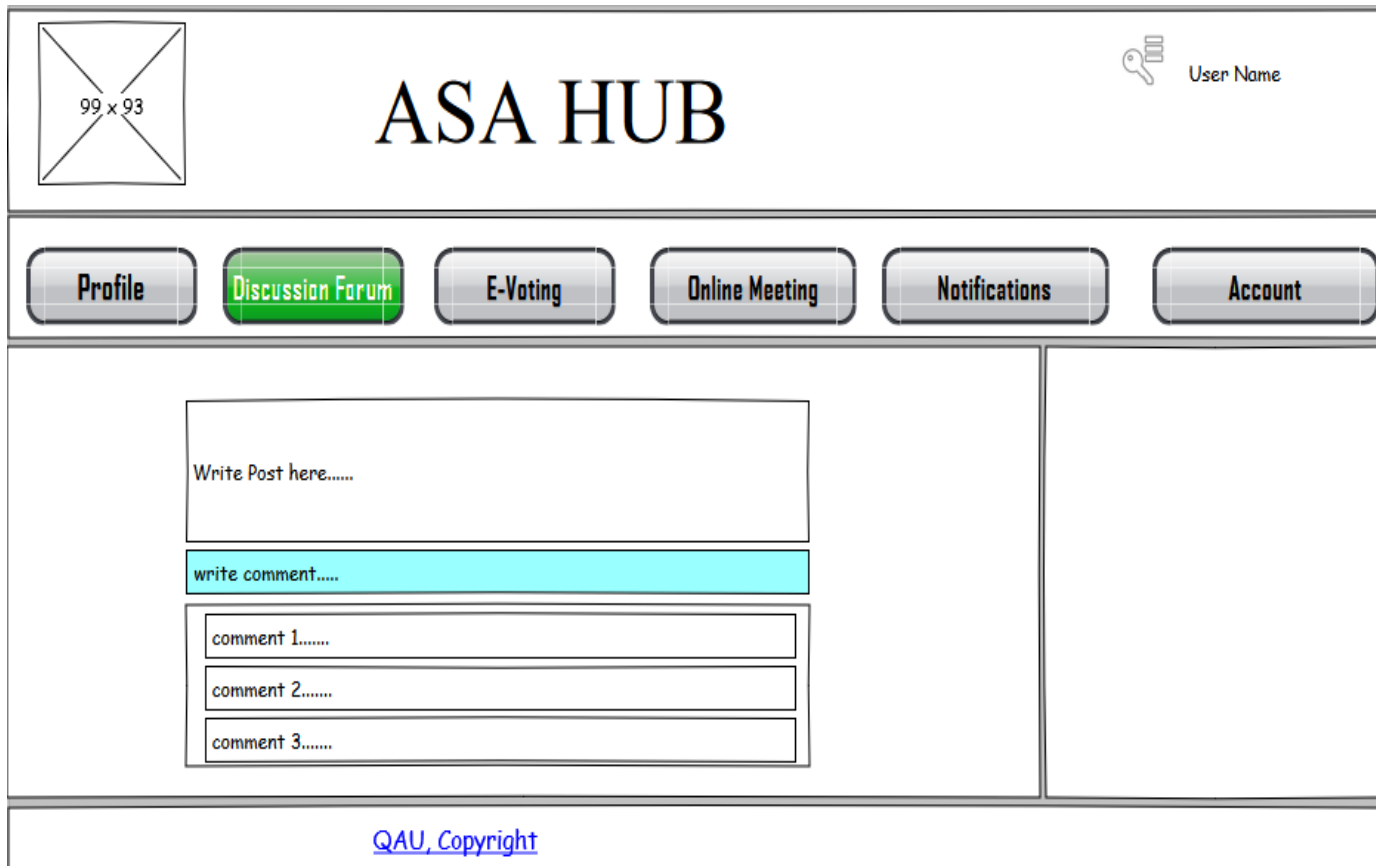 99 x 93
ASA HUB
User Name
Profile
Discussion Forum
E-Voting
Online Meeting
Notifications
Account
Write Post here......
write comment.....
comment 1.......
comment 2.......
comment 3.......
QAU, Copyright